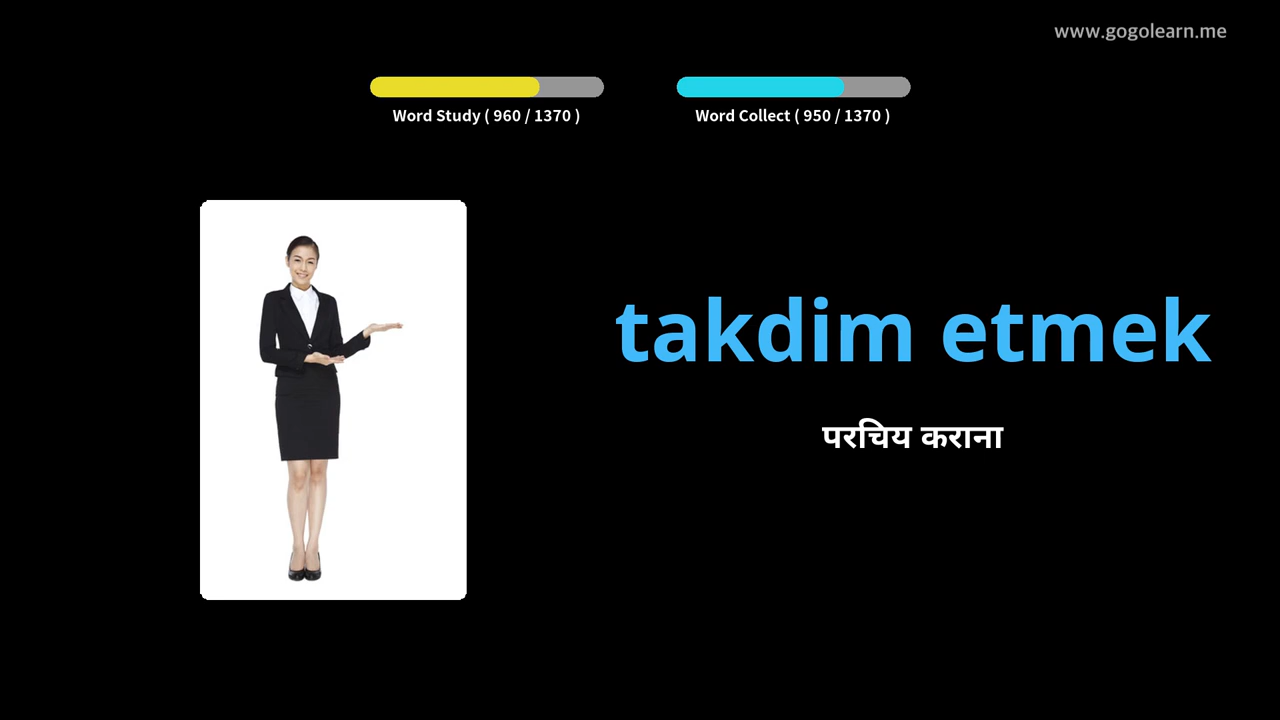 www.gogolearn.me
Word Study ( 960 / 1370 )
Word Collect ( 950 / 1370 )
takdim etmek
परिचय कराना